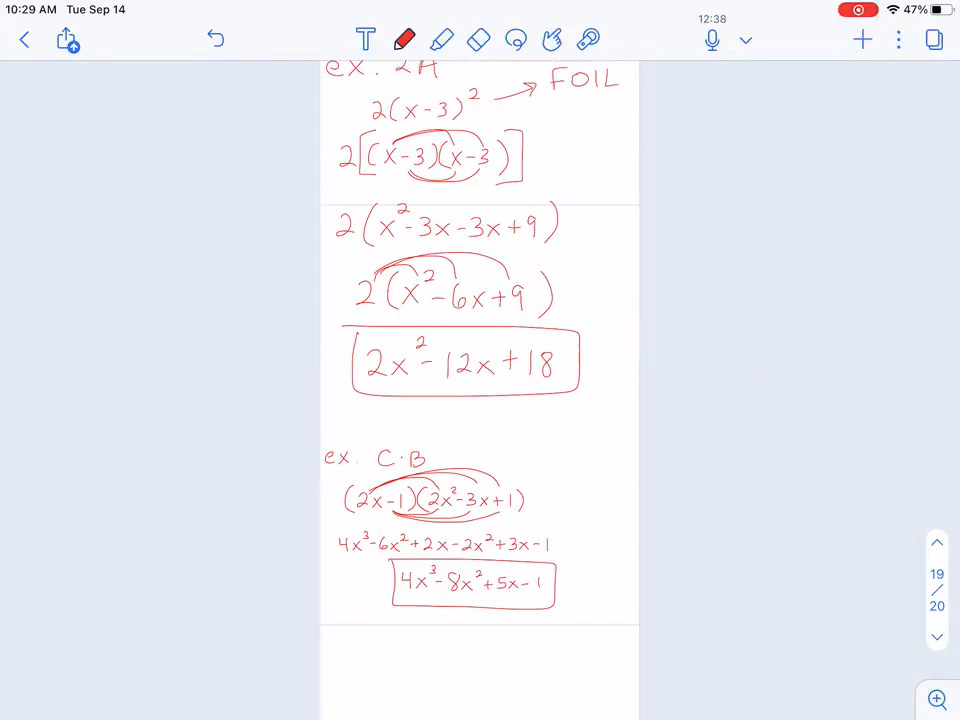 10:29 AM Tue Sep 14
47%
12:38
T
ex. 2A
2(x-3)² → FOIL
2[(x-3)(x-3)]
2(x²-3x-3x+9)
2(x²-6x+9)
2x²-12x+18
ex. C·B
(2x-1)(2x²-3x+1)
4x³-6x²+2x-2x²+3x-1
4x³-8x²+5x-1
19
/
20